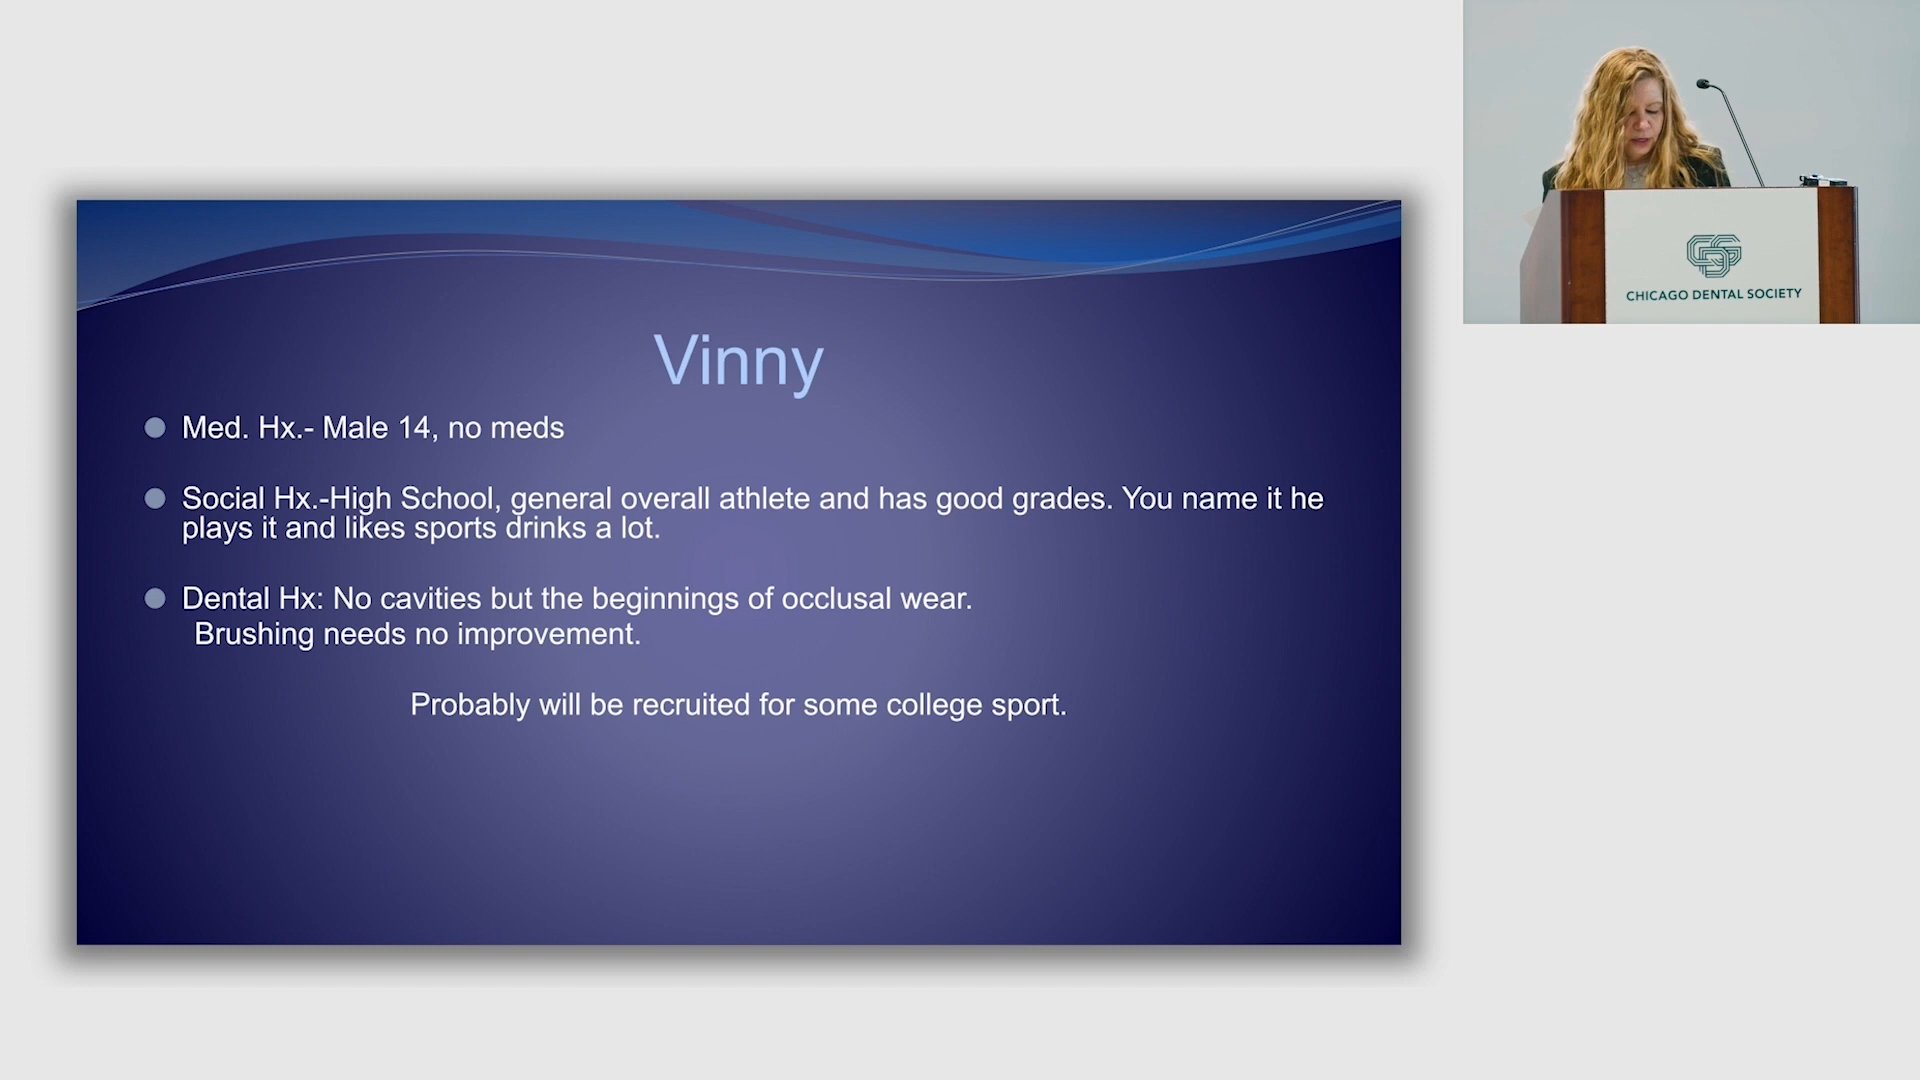 Vinny
Med. Hx.- Male 14, no meds
Social Hx.-High School, general overall athlete and has good grades. You name it he
plays it and likes sports drinks a lot.
Dental Hx: No cavities but the beginnings of occlusal wear.
Brushing needs no improvement.
Probably will be recruited for some college sport.
CDS
CHICAGO DENTAL SOCIETY